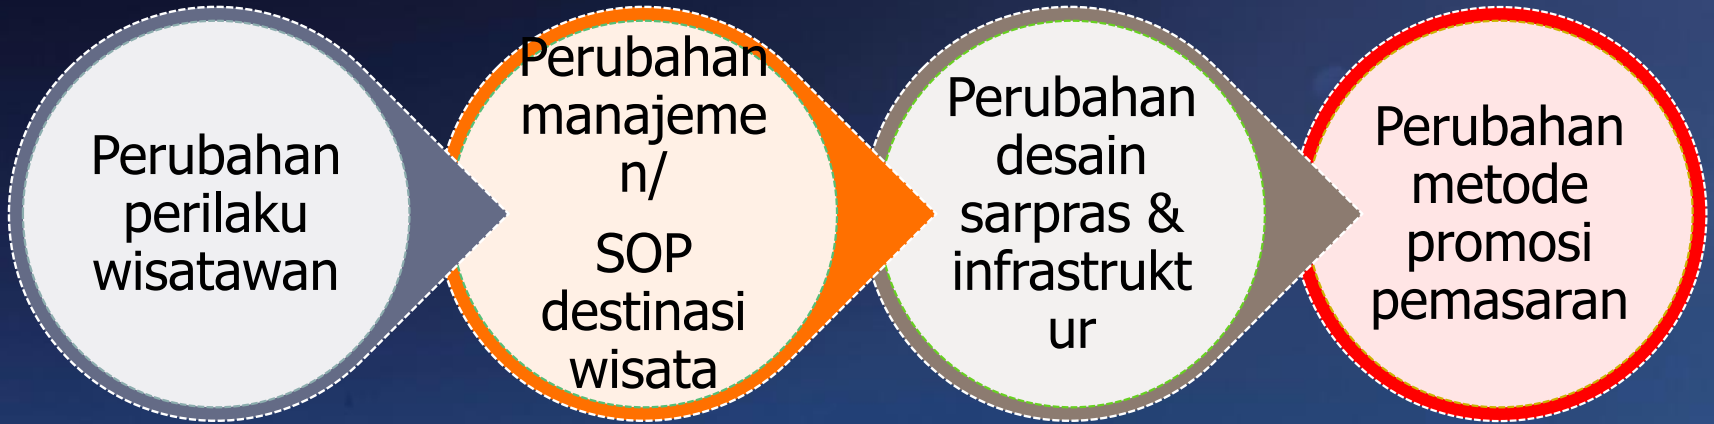 Perubahan
perilaku
wisatawan
Perubahan
manajeme
n/
SOP
destinasi
wisata
Perubahan
desain
sarpras &
infrastrukt
ur
Perubahan
metode
promosi
pemasaran